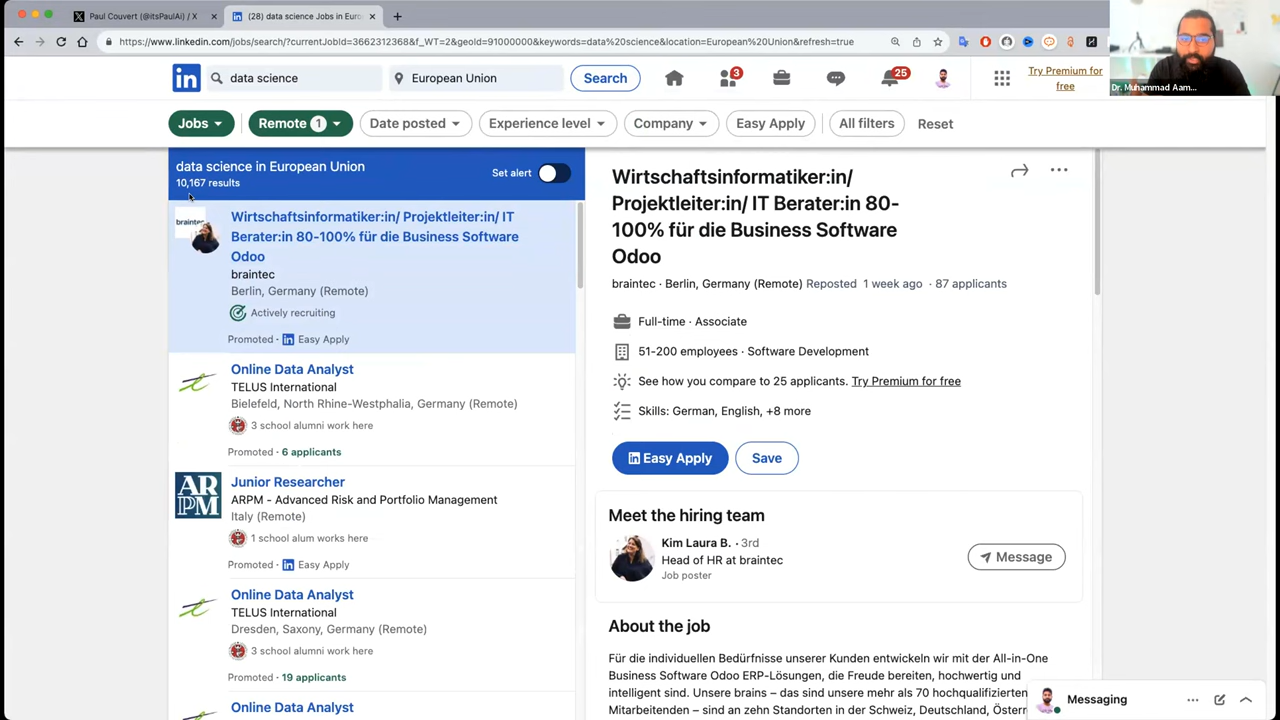 Paul Couvert (@itsPaulAi) / X
(28) data science Jobs in Euro
https://www.linkedin.com/jobs/search/?currentJobId=3662312368&f_WT=2&geoId=91000000&keywords=data%20science&location=European%20Union&refresh=true
Dr. Muhammad Aam...
in
data science
European Union
Search
3
25
Try Premium for
free
Jobs
Remote 1
Date posted
Experience level
Company
Easy Apply
All filters
Reset
data science in European Union
10,167 results
Set alert
braintec
Wirtschaftsinformatiker:in/ Projektleiter:in/ IT
Berater:in 80-100% für die Business Software
Odoo
braintec
Berlin, Germany (Remote)
Actively recruiting
Promoted · in Easy Apply
Online Data Analyst
TELUS International
Bielefeld, North Rhine-Westphalia, Germany (Remote)
3 school alumni work here
Promoted · 6 applicants
ARPM
Junior Researcher
ARPM - Advanced Risk and Portfolio Management
Italy (Remote)
1 school alum works here
Promoted · in Easy Apply
Online Data Analyst
TELUS International
Dresden, Saxony, Germany (Remote)
3 school alumni work here
Promoted · 19 applicants
Online Data Analyst
Wirtschaftsinformatiker:in/
Projektleiter:in/ IT Berater:in 80-
100% für die Business Software
Odoo
braintec · Berlin, Germany (Remote) Reposted 1 week ago · 87 applicants
Full-time · Associate
51-200 employees · Software Development
See how you compare to 25 applicants. Try Premium for free
Skills: German, English, +8 more
in Easy Apply
Save
Meet the hiring team
Kim Laura B. · 3rd
Head of HR at braintec
Job poster
Message
About the job
Für die individuellen Bedürfnisse unserer Kunden entwickeln wir mit der All-in-One
Business Software Odoo ERP-Lösungen, die Freude bereiten, hochwertig und
intelligent sind. Unsere brains – das sind unsere mehr als 70 hochqualifizierten
Mitarbeitenden – sind an zehn Standorten in der Schweiz, Deutschland, Österr
Messaging